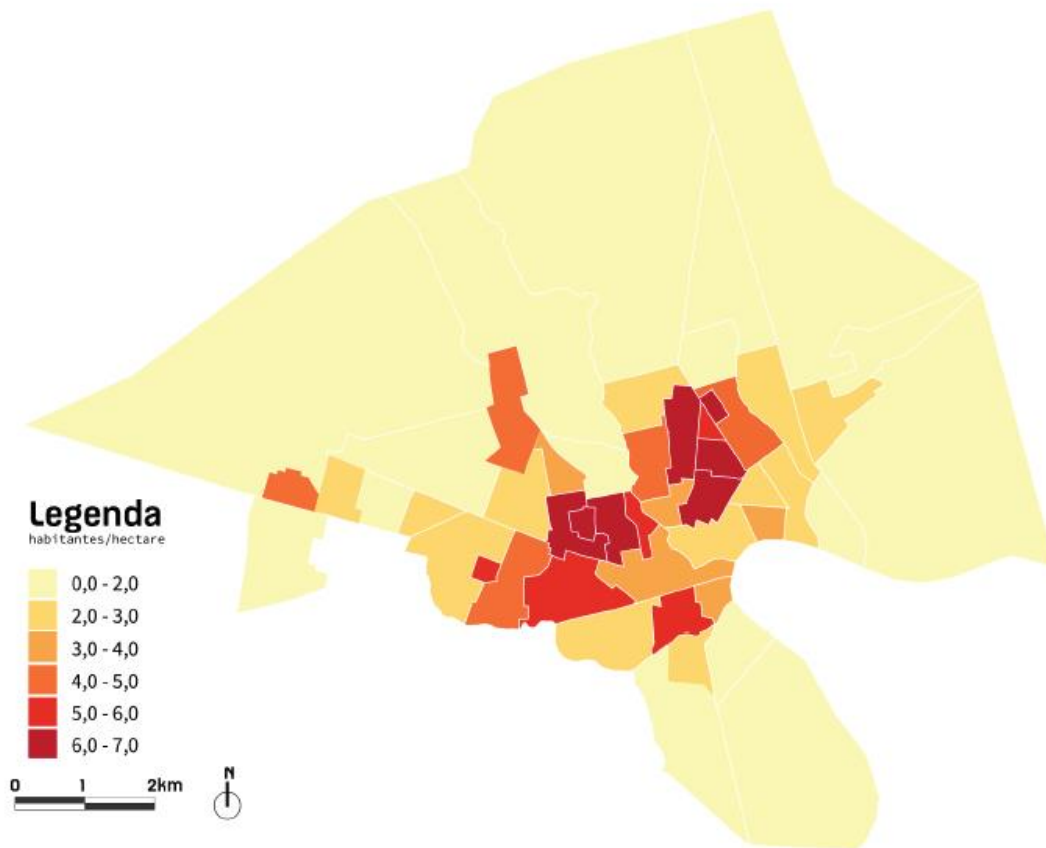 Legenda
habitantes/hectare
0,0 - 2,0
2,0 - 3,0
3,0 - 4,0
4,0 - 5,0
5,0 - 6,0
6,0 - 7,0
0 1 2km
N